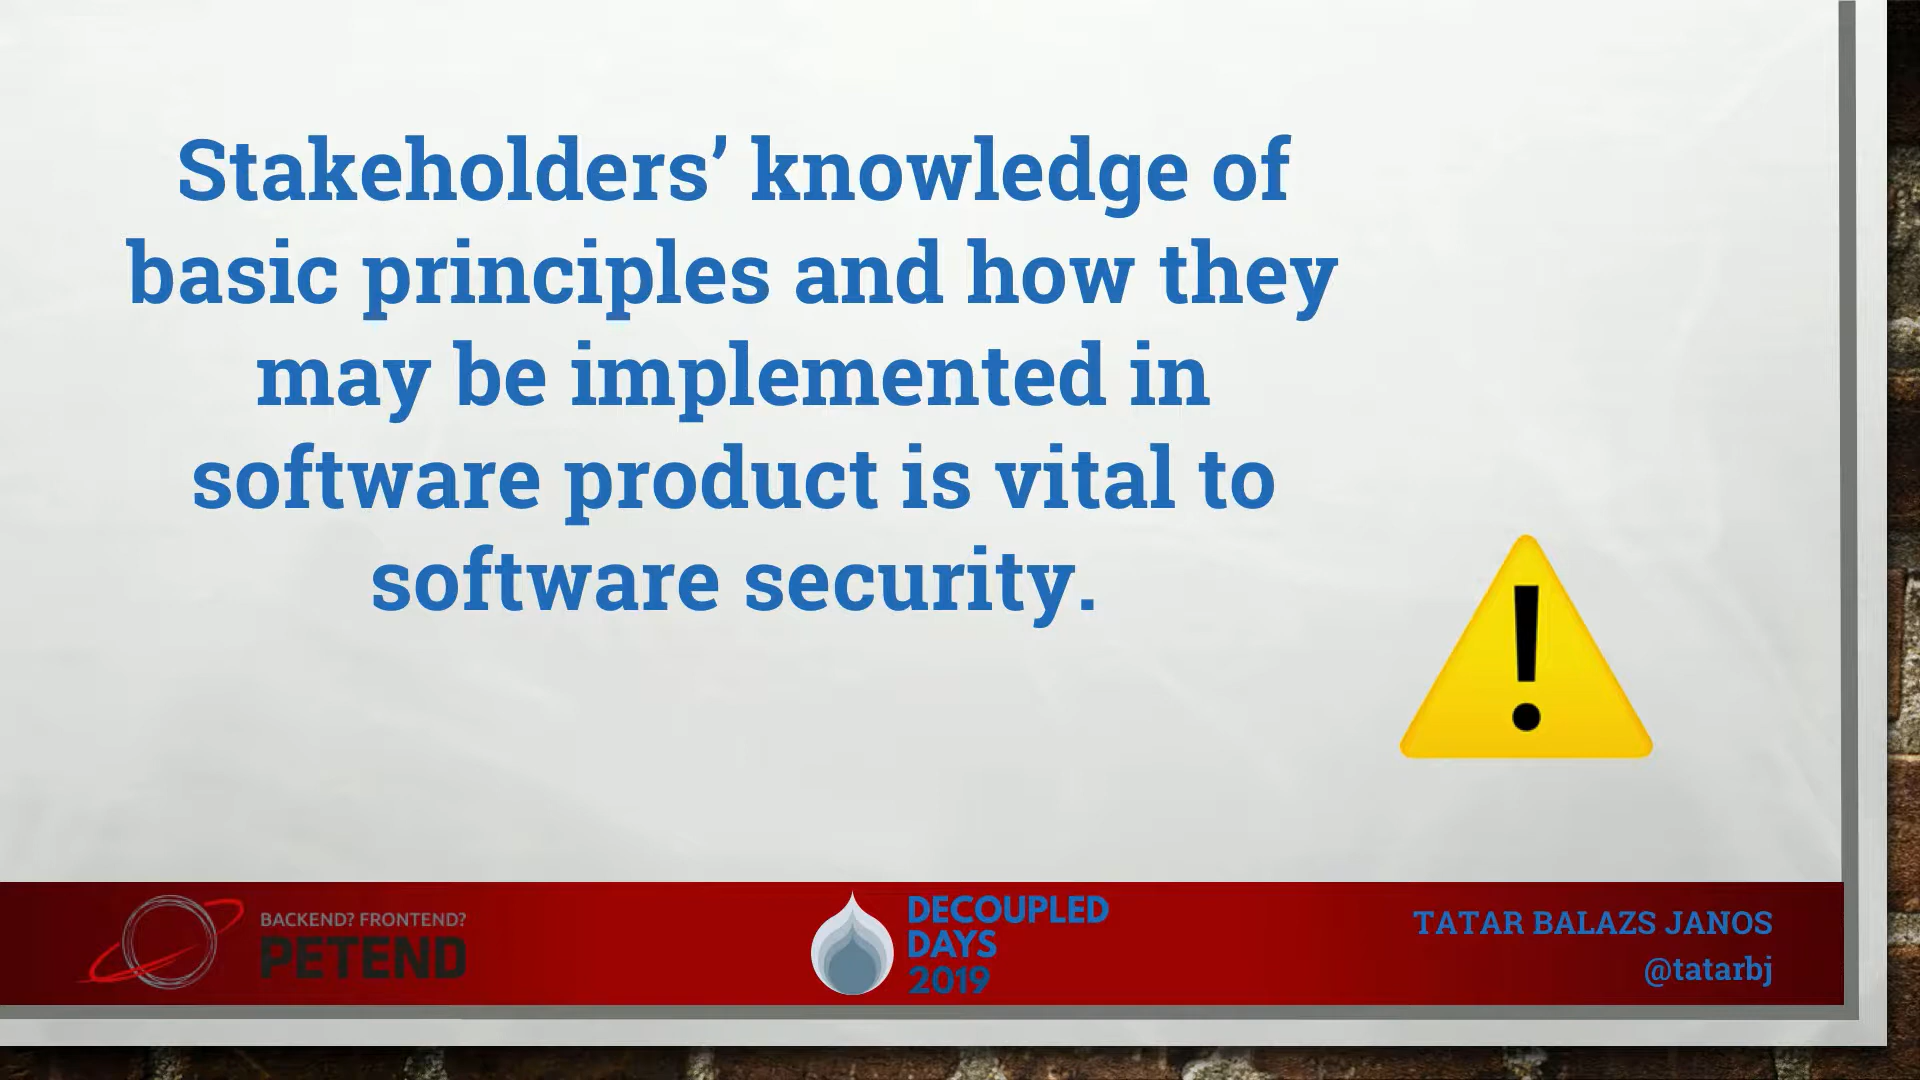 Stakeholders’ knowledge of
basic principles and how they
may be implemented in
software product is vital to
software security.
BACKEND? FRONTEND?
PETEND
DECOUPLED
DAYS
2019
TATAR BALAZS JANOS
@tatarbj